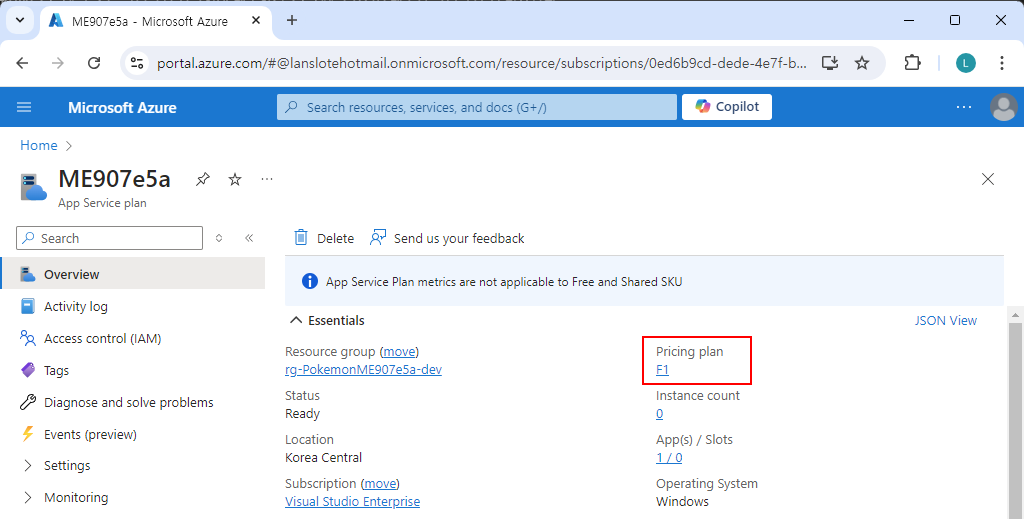 ME907e5a - Microsoft Azure
portal.azure.com/#@lanslotehotmail.onmicrosoft.com/resource/subscriptions/0ed6b9cd-dede-4e7f-b...
L
Microsoft Azure
Search resources, services, and docs (G+/)
Copilot
Home
ME907e5a
App Service plan
Search
Overview
Activity log
Access control (IAM)
Tags
Diagnose and solve problems
Events (preview)
Settings
Monitoring
Delete
Send us your feedback
App Service Plan metrics are not applicable to Free and Shared SKU
Essentials
JSON View
Resource group (move)
rg-PokemonME907e5a-dev
Status
Ready
Location
Korea Central
Subscription (move)
Visual Studio Enterprise
Pricing plan
F1
Instance count
0
App(s) / Slots
1 / 0
Operating System
Windows